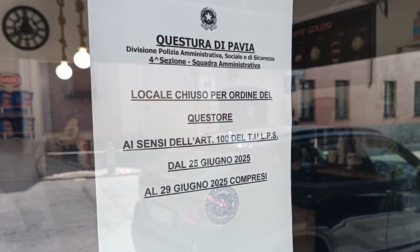 QUESTURA DI PAVIA
Divisione Polizia Amministrativa, Sociale e di Sicurezza
4^Sezione - Squadra Amministrativa
LOCALE CHIUSO PER ORDINE DEL
QUESTORE
AI SENSI DELL'ART. 100 DEL T.U.L.P.S.
DAL 25 GIUGNO 2025
AL 29 GIUGNO 2025 COMPRESI
GOLOSI